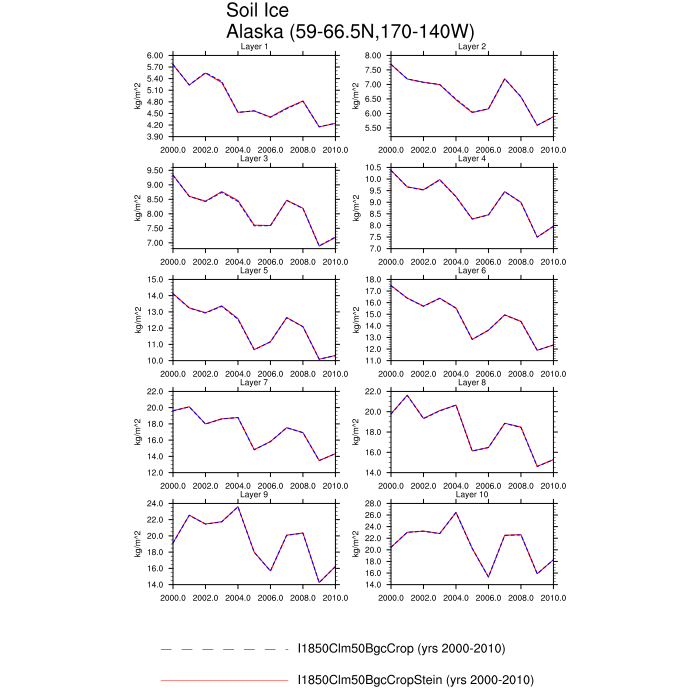 Soil Ice
Alaska (59-66.5N,170-140W)
Layer 1
6.00
5.70
5.40
5.10
4.80
4.50
4.20
3.90
kg/m^2
2000.0 2002.0 2004.0 2006.0 2008.0 2010.0
Layer 2
8.00
7.50
7.00
6.50
6.00
5.50
kg/m^2
2000.0 2002.0 2004.0 2006.0 2008.0 2010.0
Layer 3
9.50
9.00
8.50
8.00
7.50
7.00
kg/m^2
2000.0 2002.0 2004.0 2006.0 2008.0 2010.0
Layer 4
10.5
10.0
9.5
9.0
8.5
8.0
7.5
7.0
kg/m^2
2000.0 2002.0 2004.0 2006.0 2008.0 2010.0
Layer 5
15.0
14.0
13.0
12.0
11.0
10.0
kg/m^2
2000.0 2002.0 2004.0 2006.0 2008.0 2010.0
Layer 6
18.0
17.0
16.0
15.0
14.0
13.0
12.0
11.0
kg/m^2
2000.0 2002.0 2004.0 2006.0 2008.0 2010.0
Layer 7
22.0
20.0
18.0
16.0
14.0
12.0
kg/m^2
2000.0 2002.0 2004.0 2006.0 2008.0 2010.0
Layer 8
22.0
20.0
18.0
16.0
14.0
kg/m^2
2000.0 2002.0 2004.0 2006.0 2008.0 2010.0
Layer 9
24.0
22.0
20.0
18.0
16.0
14.0
kg/m^2
2000.0 2002.0 2004.0 2006.0 2008.0 2010.0
Layer 10
28.0
26.0
24.0
22.0
20.0
18.0
16.0
14.0
kg/m^2
2000.0 2002.0 2004.0 2006.0 2008.0 2010.0
I1850Clm50BgcCrop (yrs 2000-2010)
I1850Clm50BgcCropStein (yrs 2000-2010)